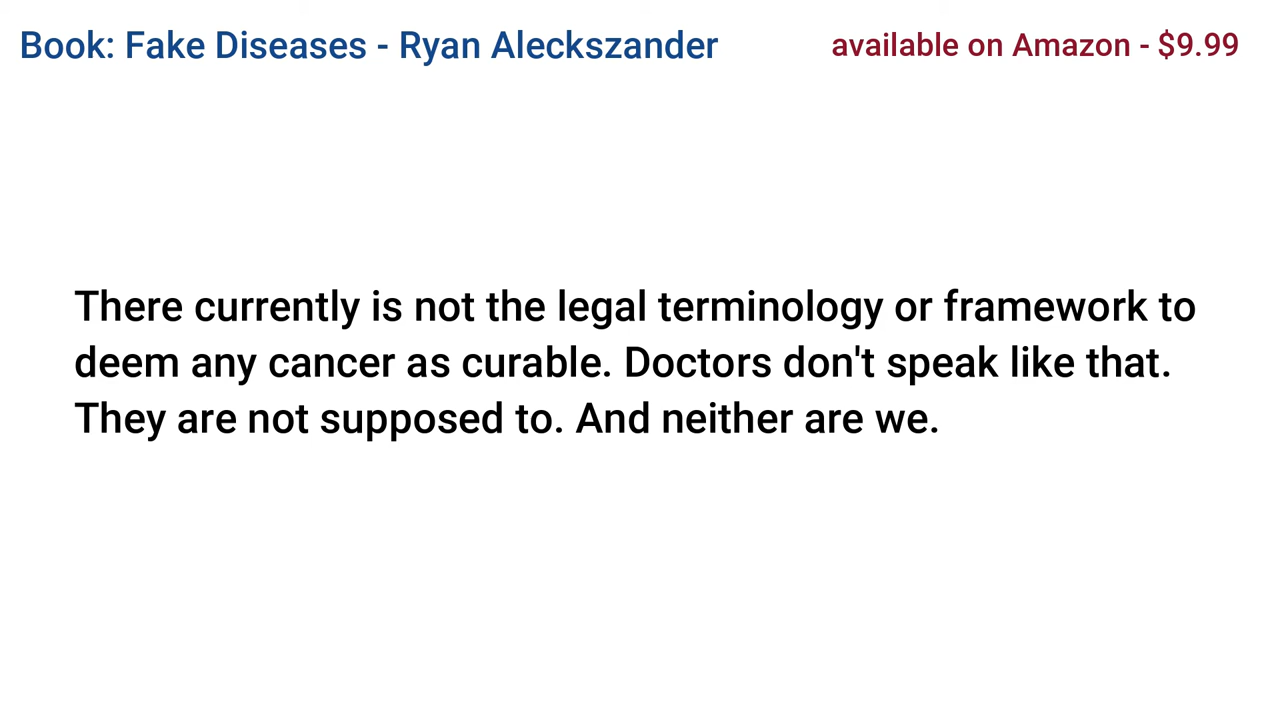 Book: Fake Diseases - Ryan Aleckszander
available on Amazon - $9.99
There currently is not the legal terminology or framework to
deem any cancer as curable. Doctors don't speak like that.
They are not supposed to. And neither are we.